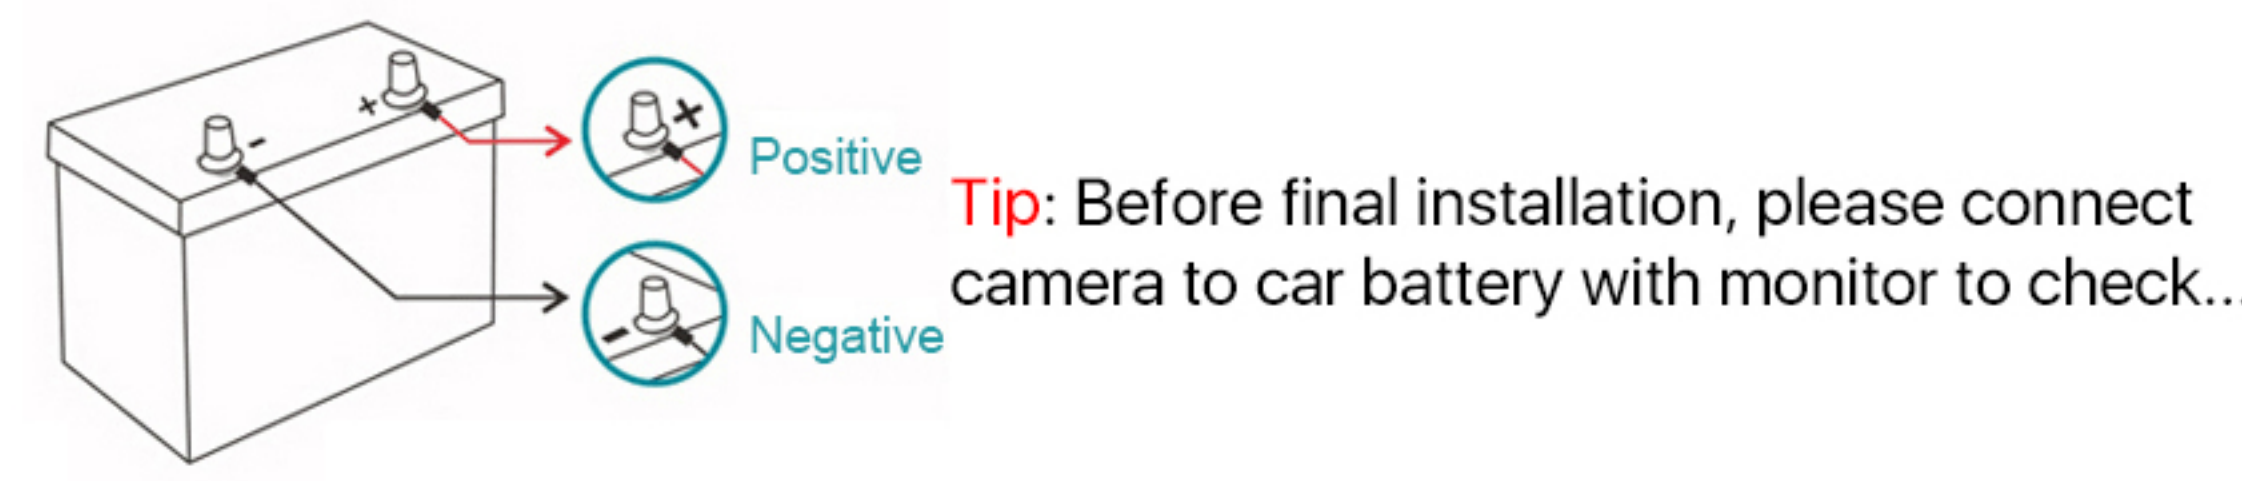 +
-
+
Positive
-
Negative
Tip: Before final installation, please connect
camera to car battery with monitor to check...